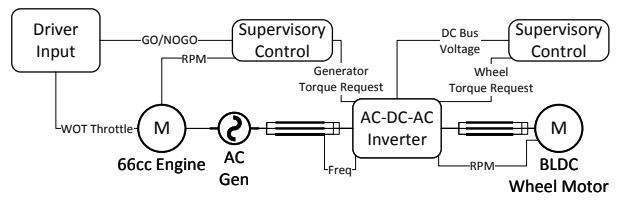 Driver
Input
GO/NOGO
Supervisory
Control
DC Bus
Voltage
Supervisory
Control
RPM
Generator
Torque Request
Wheel
Torque Request
WOT Throttle
M
AC-DC-AC
Inverter
M
66cc Engine
AC
Gen
Freq
RPM
BLDC
Wheel Motor